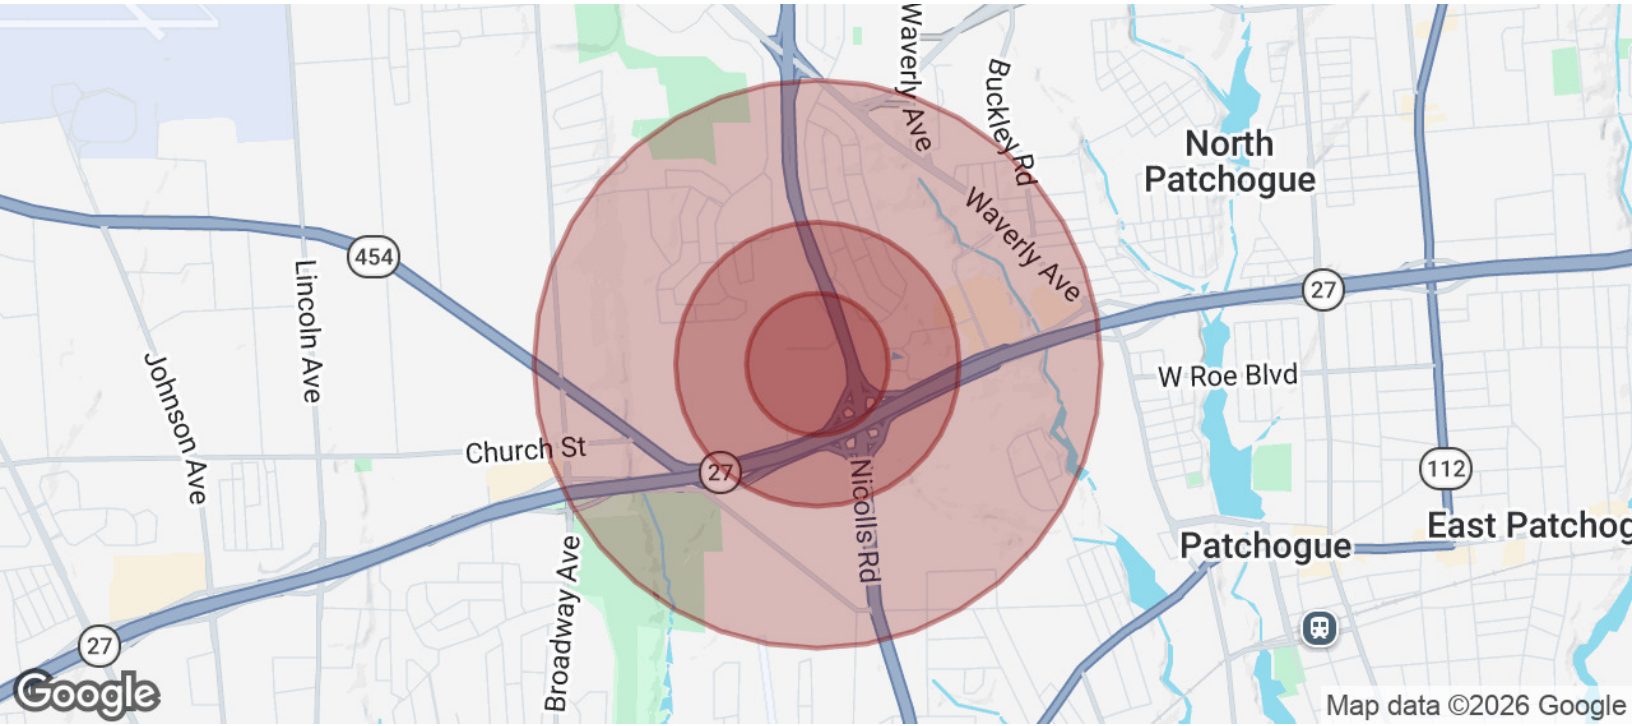 Waverly Ave
Buckley Rd
North
Patchogue
Waverly Ave
454
Lincoln Ave
27
Johnson Ave
W Roe Blvd
Church St
27
112
Nicolls Rd
East Patchog
Patchogue
Broadway Ave
27
Google
Map data ©2026 Google